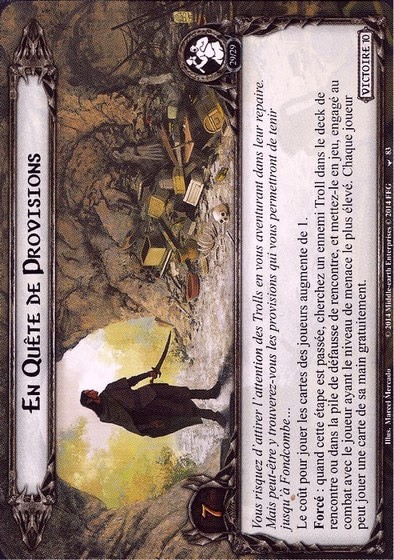 En Quête de Provisions
29/29
7
Vous risquez d'attirer l'attention des Trolls en vous aventurant dans leur repaire.
Mais peut-être y trouverez-vous les provisions qui vous permettront de tenir
jusqu'à Fondcombe...
Le coût pour jouer les cartes des joueurs augmente de 1.
Forcé : quand cette étape est passée, cherchez un ennemi Troll dans le deck de
rencontre ou dans la pile de défausse de rencontre, et mettez-le en jeu, engagé au
combat avec le joueur ayant le niveau de menace le plus élevé. Chaque joueur
peut jouer une carte de sa main gratuitement.
VICTOIRE 10
Illus. Marcel Mercado
© 2014 Middle-earth Enterprises © 2014 FFG
83